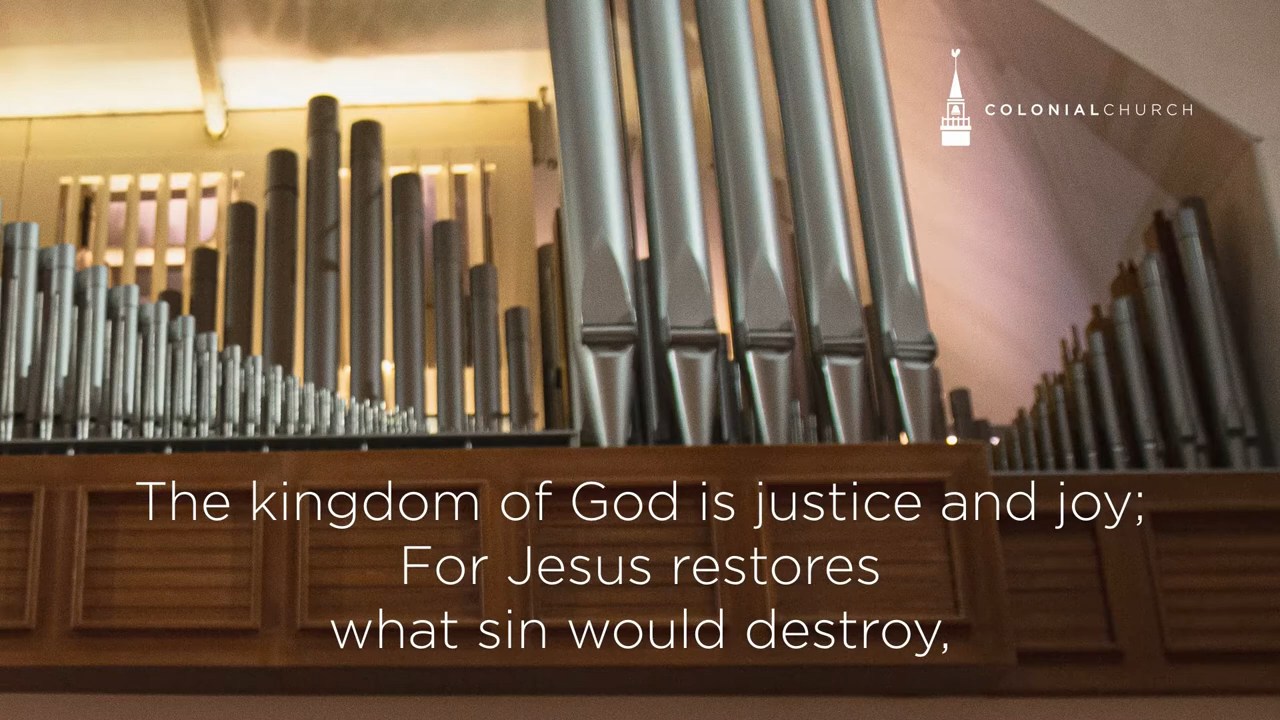 COLONIALCHURCH
The kingdom of God is justice and joy;
For Jesus restores
what sin would destroy,